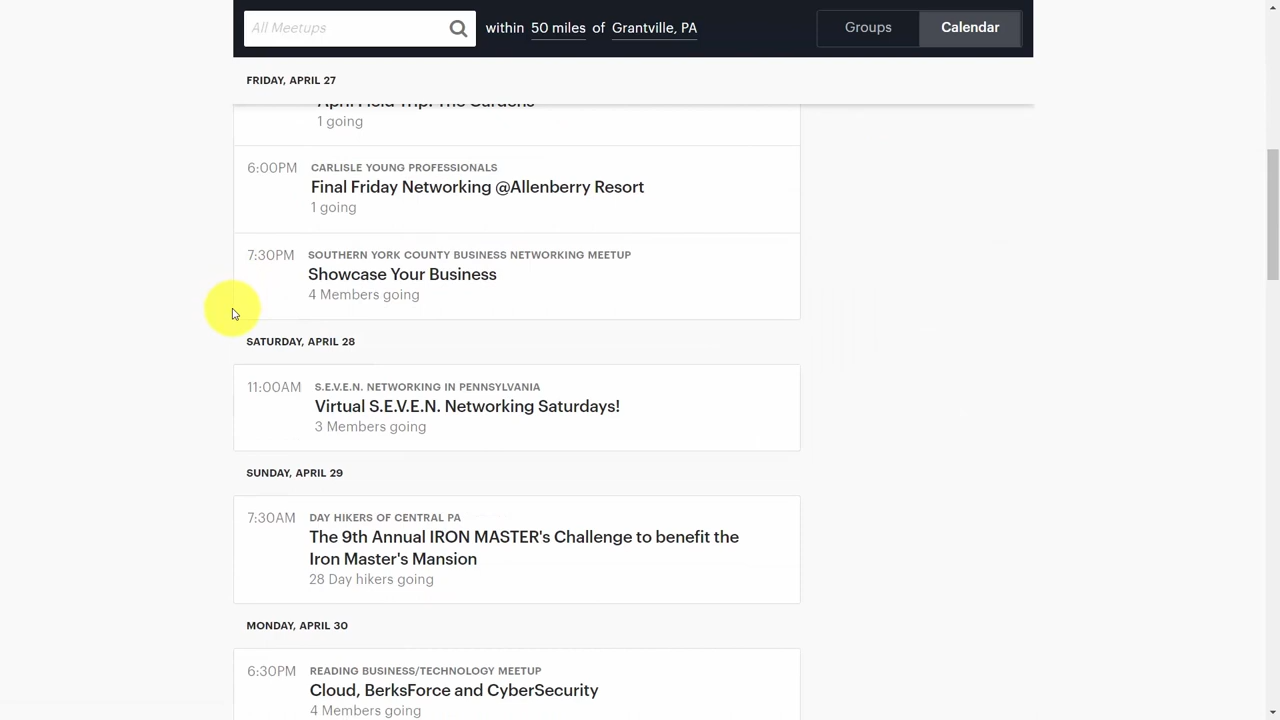 All Meetups within 50 miles of Grantville, PA Groups Calendar
FRIDAY, APRIL 27
April Field Trip: The Gardens
1 going
6:00PM CARLISLE YOUNG PROFESSIONALS
Final Friday Networking @Allenberry Resort
1 going
7:30PM SOUTHERN YORK COUNTY BUSINESS NETWORKING MEETUP
Showcase Your Business
4 Members going
SATURDAY, APRIL 28
11:00AM S.E.V.E.N. NETWORKING IN PENNSYLVANIA
Virtual S.E.V.E.N. Networking Saturdays!
3 Members going
SUNDAY, APRIL 29
7:30AM DAY HIKERS OF CENTRAL PA
The 9th Annual IRON MASTER's Challenge to benefit the
Iron Master's Mansion
28 Day hikers going
MONDAY, APRIL 30
6:30PM READING BUSINESS/TECHNOLOGY MEETUP
Cloud, BerksForce and CyberSecurity
4 Members going